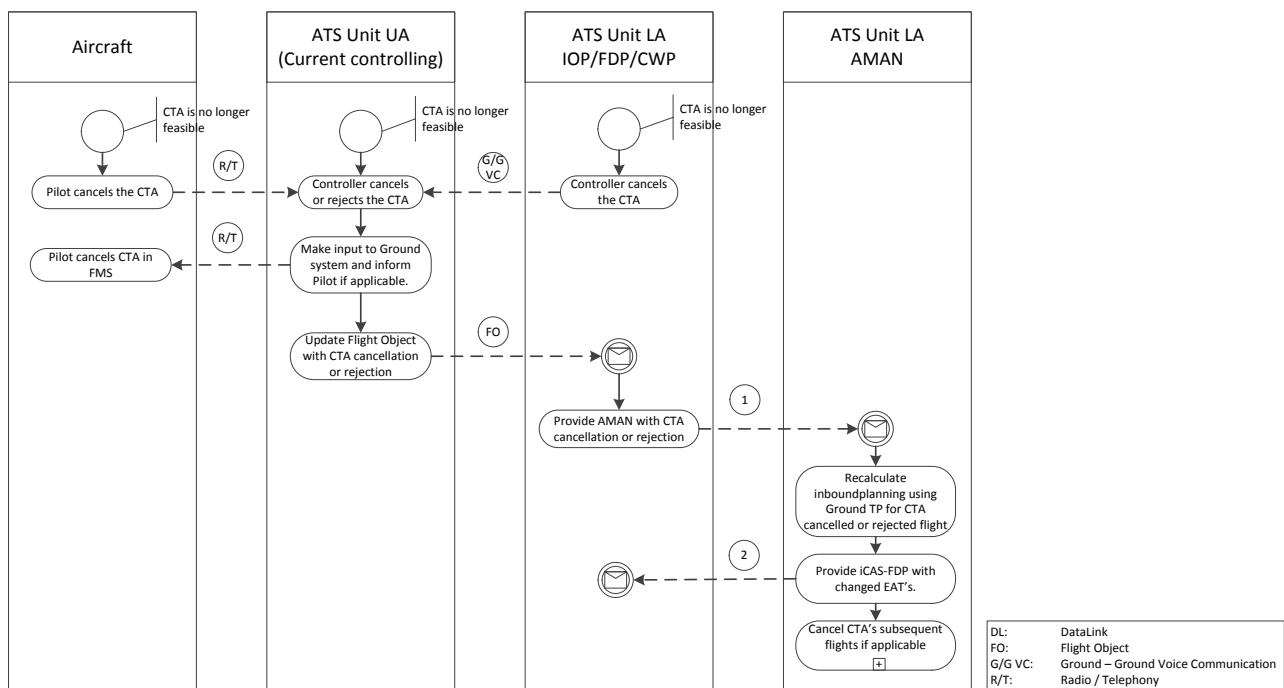 Aircraft
ATS Unit UA
(Current controlling)
ATS Unit LA
IOP/FDP/CWP
ATS Unit LA
AMAN
CTA is no longer
feasible
CTA is no longer
feasible
CTA is no longer
feasible
R/T
G/G
VC
Pilot cancels the CTA
Controller cancels
or rejects the CTA
Controller cancels
the CTA
R/T
Pilot cancels CTA in
FMS
Make input to Ground
system and inform
Pilot if applicable.
FO
Update Flight Object
with CTA cancellation
or rejection
1
Provide AMAN with CTA
cancellation or rejection
Recalculate
inboundplanning using
Ground TP for CTA
cancelled or rejected flight
2
Provide iCAS-FDP with
changed EAT's.
Cancel CTA's subsequent
flights if applicable
+
DL: DataLink
FO: Flight Object
G/G VC: Ground – Ground Voice Communication
R/T: Radio / Telephony